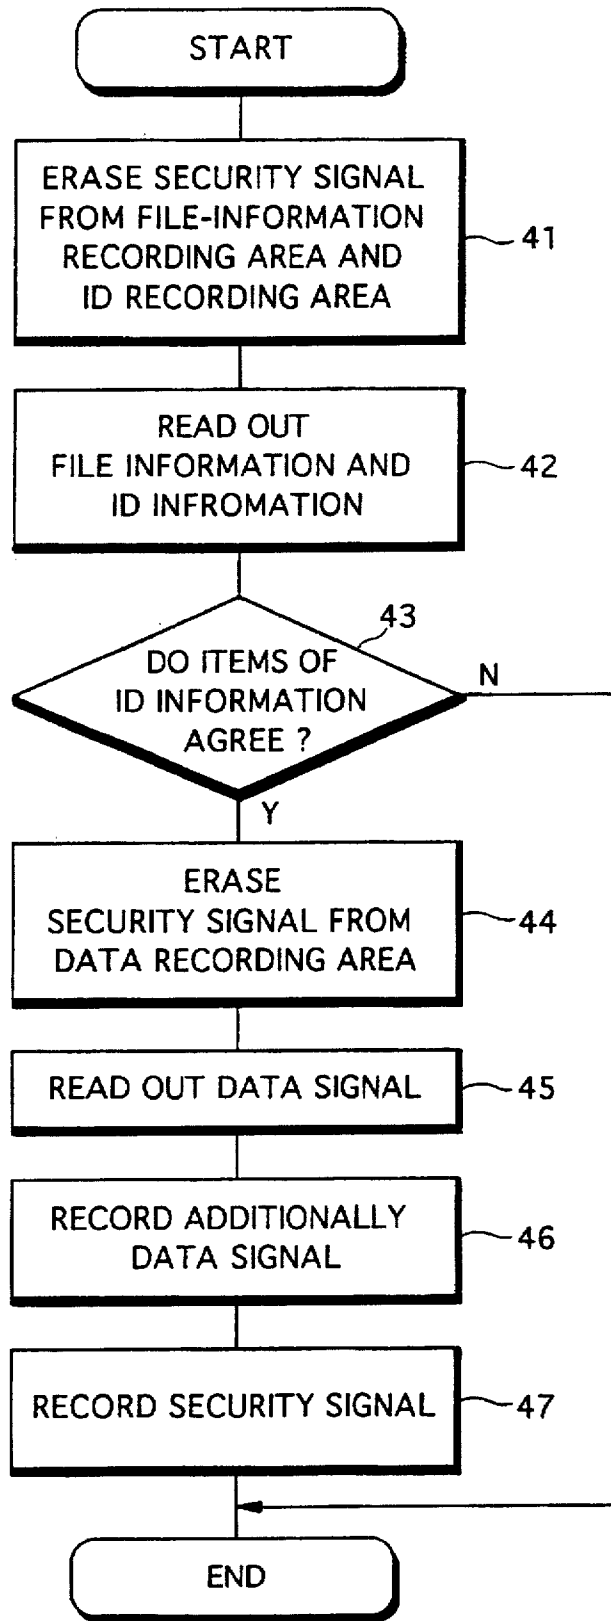 START
ERASE SECURITY SIGNAL
FROM FILE-INFORMATION
RECORDING AREA AND
ID RECORDING AREA
41
READ OUT
FILE INFORMATION AND
ID INFROMATION
42
43
DO ITEMS OF
ID INFORMATION
AGREE ?
N
Y
ERASE
SECURITY SIGNAL FROM
DATA RECORDING AREA
44
READ OUT DATA SIGNAL
45
RECORD ADDITIONALLY
DATA SIGNAL
46
RECORD SECURITY SIGNAL
47
END